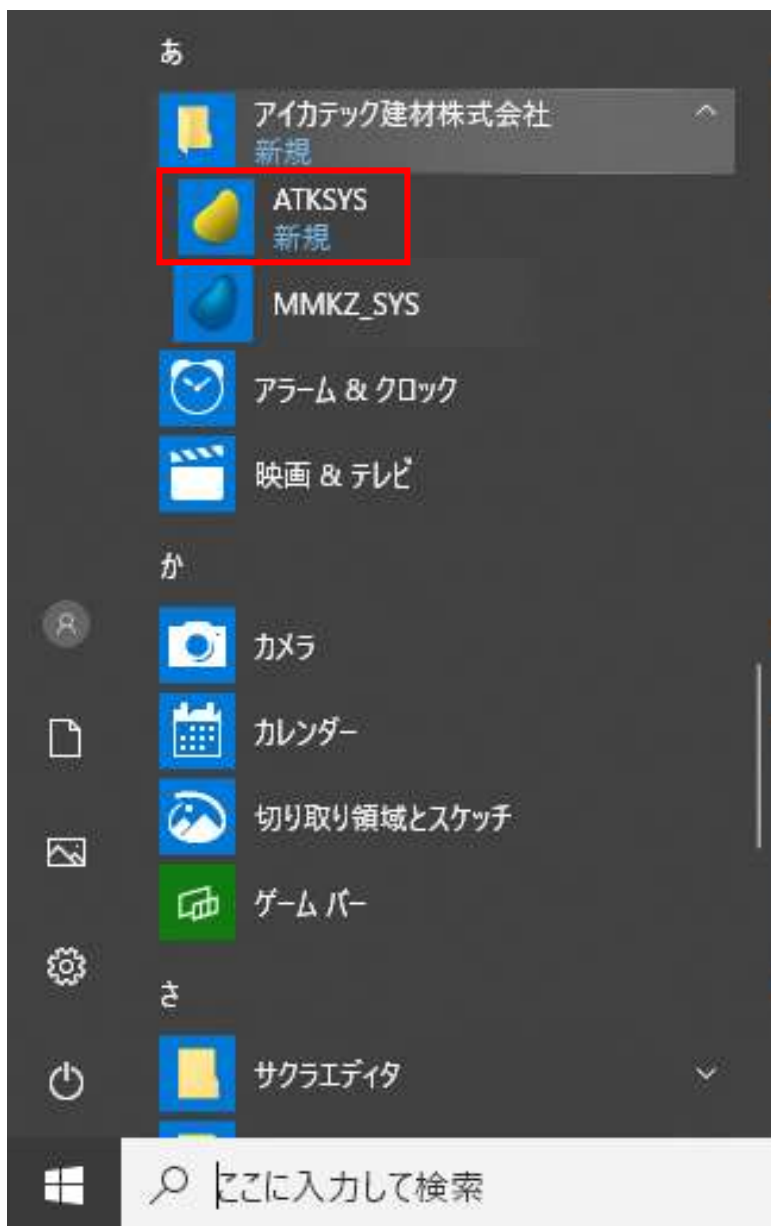 あ
アイカテック建材株式会社
新規
ATKSYS
新規
MMKZ_SYS
アラーム & クロック
映画 & テレビ
か
カメラ
カレンダー
切り取り領域とスケッチ
ゲーム バー
さ
サクラエディタ
ここに入力して検索